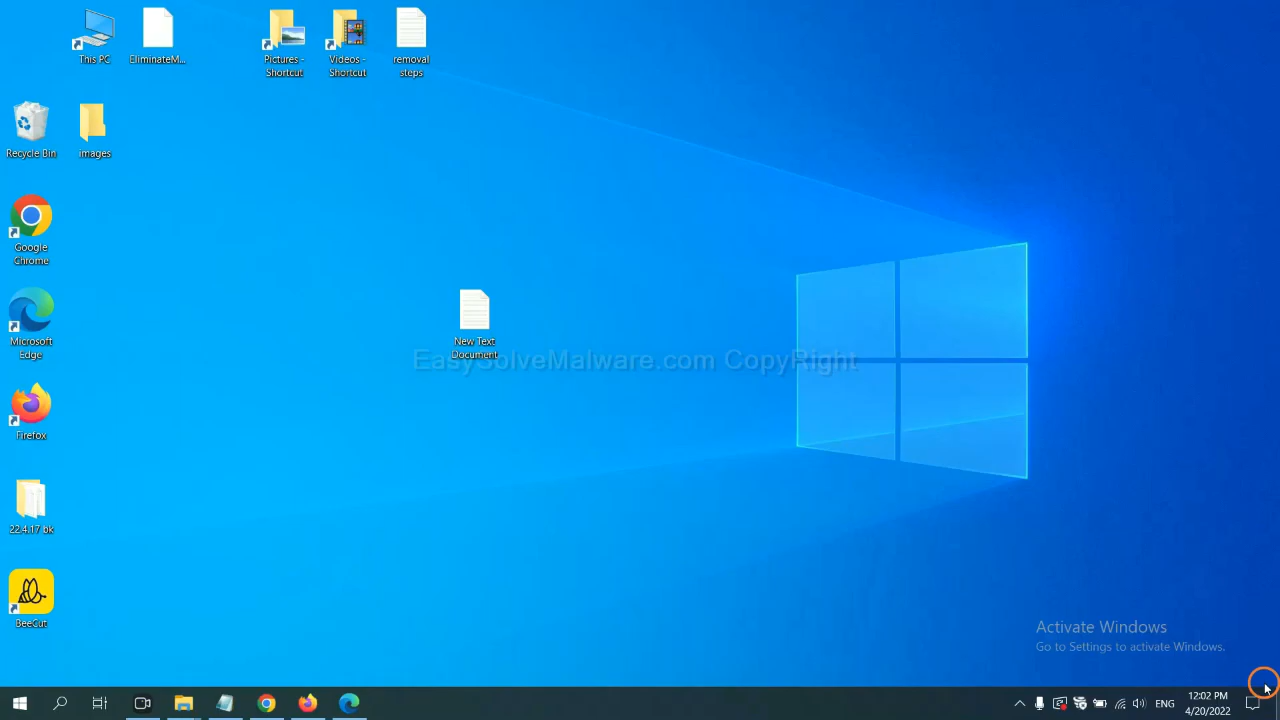 This PC
EliminateM...
Pictures -
Shortcut
Videos -
Shortcut
removal
steps
Recycle Bin
images
Google
Chrome
Microsoft
Edge
Firefox
22.4.17 bk
BeeCut
New Text
Document
EasySolveMalware.com CopyRight
Activate Windows
Go to Settings to activate Windows.
ENG
12:02 PM
4/20/2022